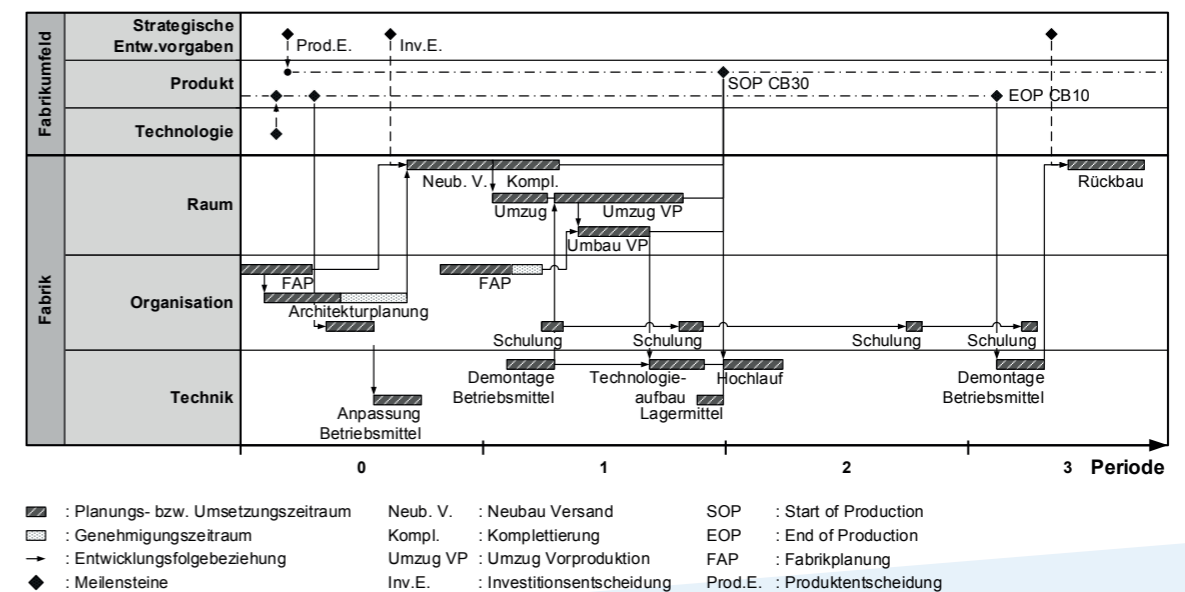 Fabrikumfeld
Strategische
Entw.vorgaben
Prod.E.
Inv.E.
Produkt
SOP CB30
EOP CB10
Technologie
Fabrik
Raum
Neub. V.
Kompl.
Rückbau
Umzug
Umzug VP
Umbau VP
Organisation
FAP
FAP
Architekturplanung
Schulung
Schulung
Schulung
Schulung
Technik
Demontage
Betriebsmittel
Technologie-
aufbau
Hochlauf
Demontage
Betriebsmittel
Lagermittel
Anpassung
Betriebsmittel
0
1
2
3
Periode
: Planungs- bzw. Umsetzungszeitraum
Neub. V. : Neubau Versand
SOP : Start of Production
: Genehmigungszeitraum
Kompl. : Komplettierung
EOP : End of Production
: Entwicklungsfolgebeziehung
Umzug VP : Umzug Vorproduktion
FAP : Fabrikplanung
: Meilensteine
Inv.E. : Investitionsentscheidung
Prod.E. : Produktentscheidung